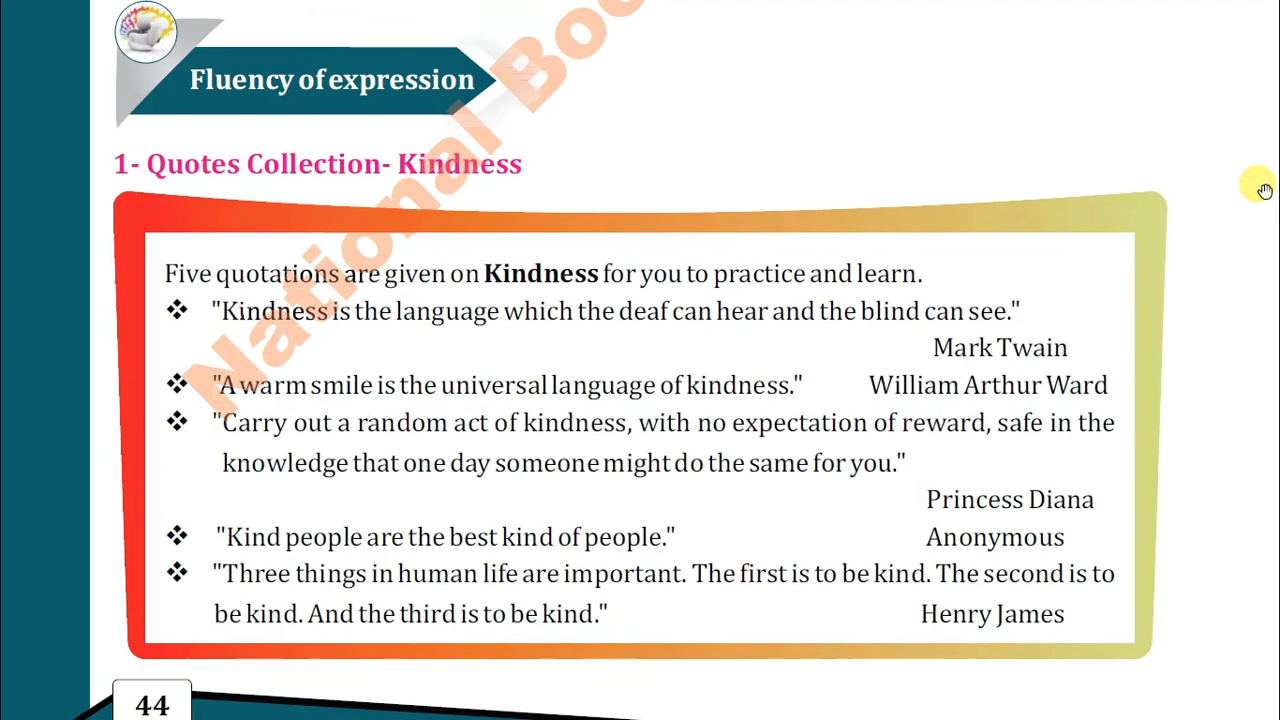 Fluency of expression
1- Quotes Collection- Kindness
Five quotations are given on Kindness for you to practice and learn.
❖ "Kindness is the language which the deaf can hear and the blind can see."
Mark Twain
❖ "A warm smile is the universal language of kindness." William Arthur Ward
❖ "Carry out a random act of kindness, with no expectation of reward, safe in the
knowledge that one day someone might do the same for you."
Princess Diana
❖ "Kind people are the best kind of people." Anonymous
❖ "Three things in human life are important. The first is to be kind. The second is to
be kind. And the third is to be kind." Henry James
44
National